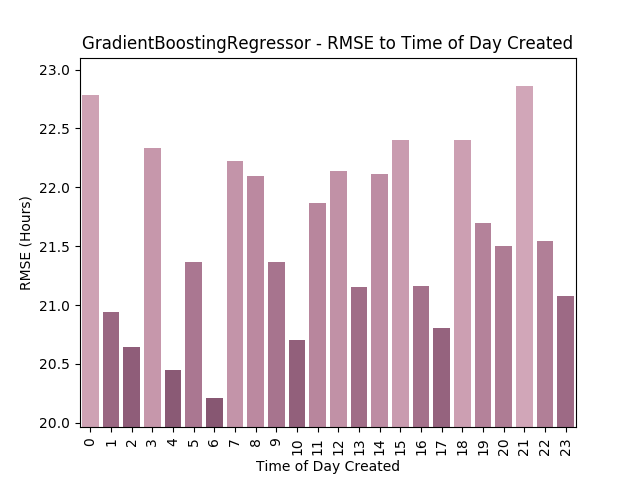 GradientBoostingRegressor - RMSE to Time of Day Created
23.0
22.5
22.0
21.5
21.0
20.5
20.0
RMSE (Hours)
0 1 2 3 4 5 6 7 8 9 10 11 12 13 14 15 16 17 18 19 20 21 22 23
Time of Day Created